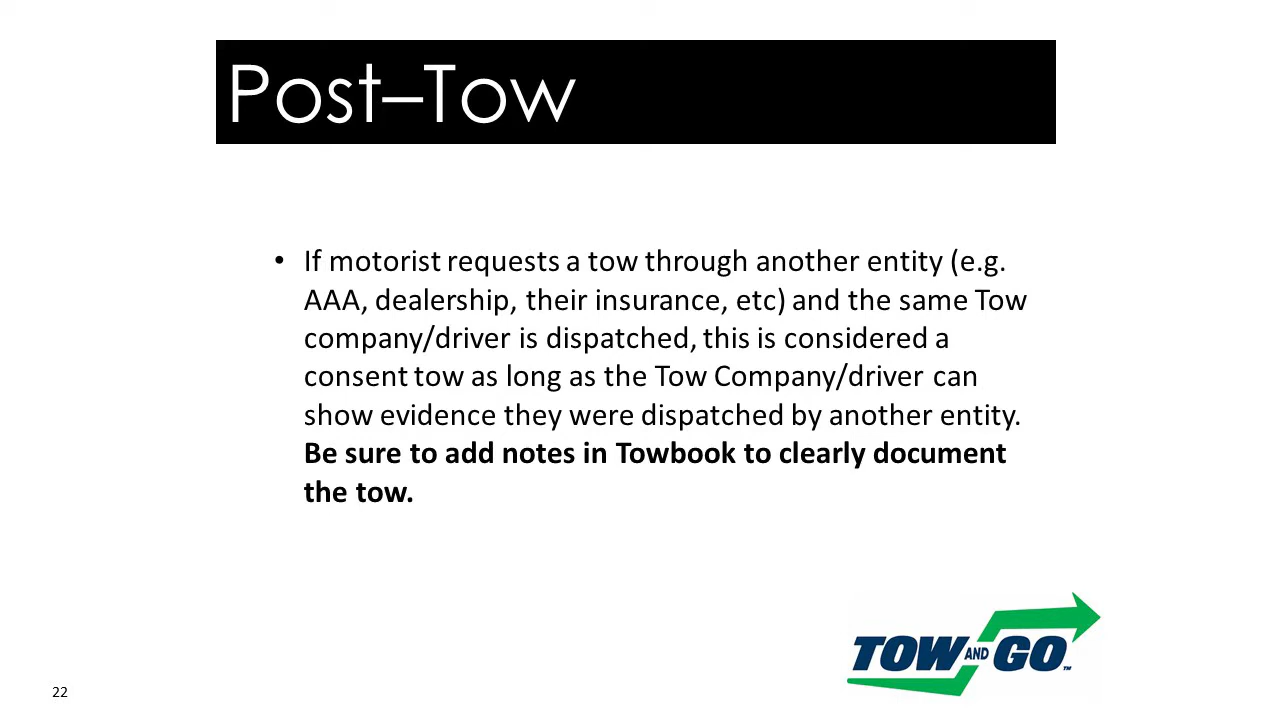 Post–Tow
• If motorist requests a tow through another entity (e.g.
AAA, dealership, their insurance, etc) and the same Tow
company/driver is dispatched, this is considered a
consent tow as long as the Tow Company/driver can
show evidence they were dispatched by another entity.
Be sure to add notes in Towbook to clearly document
the tow.
TOW AND GO™
22